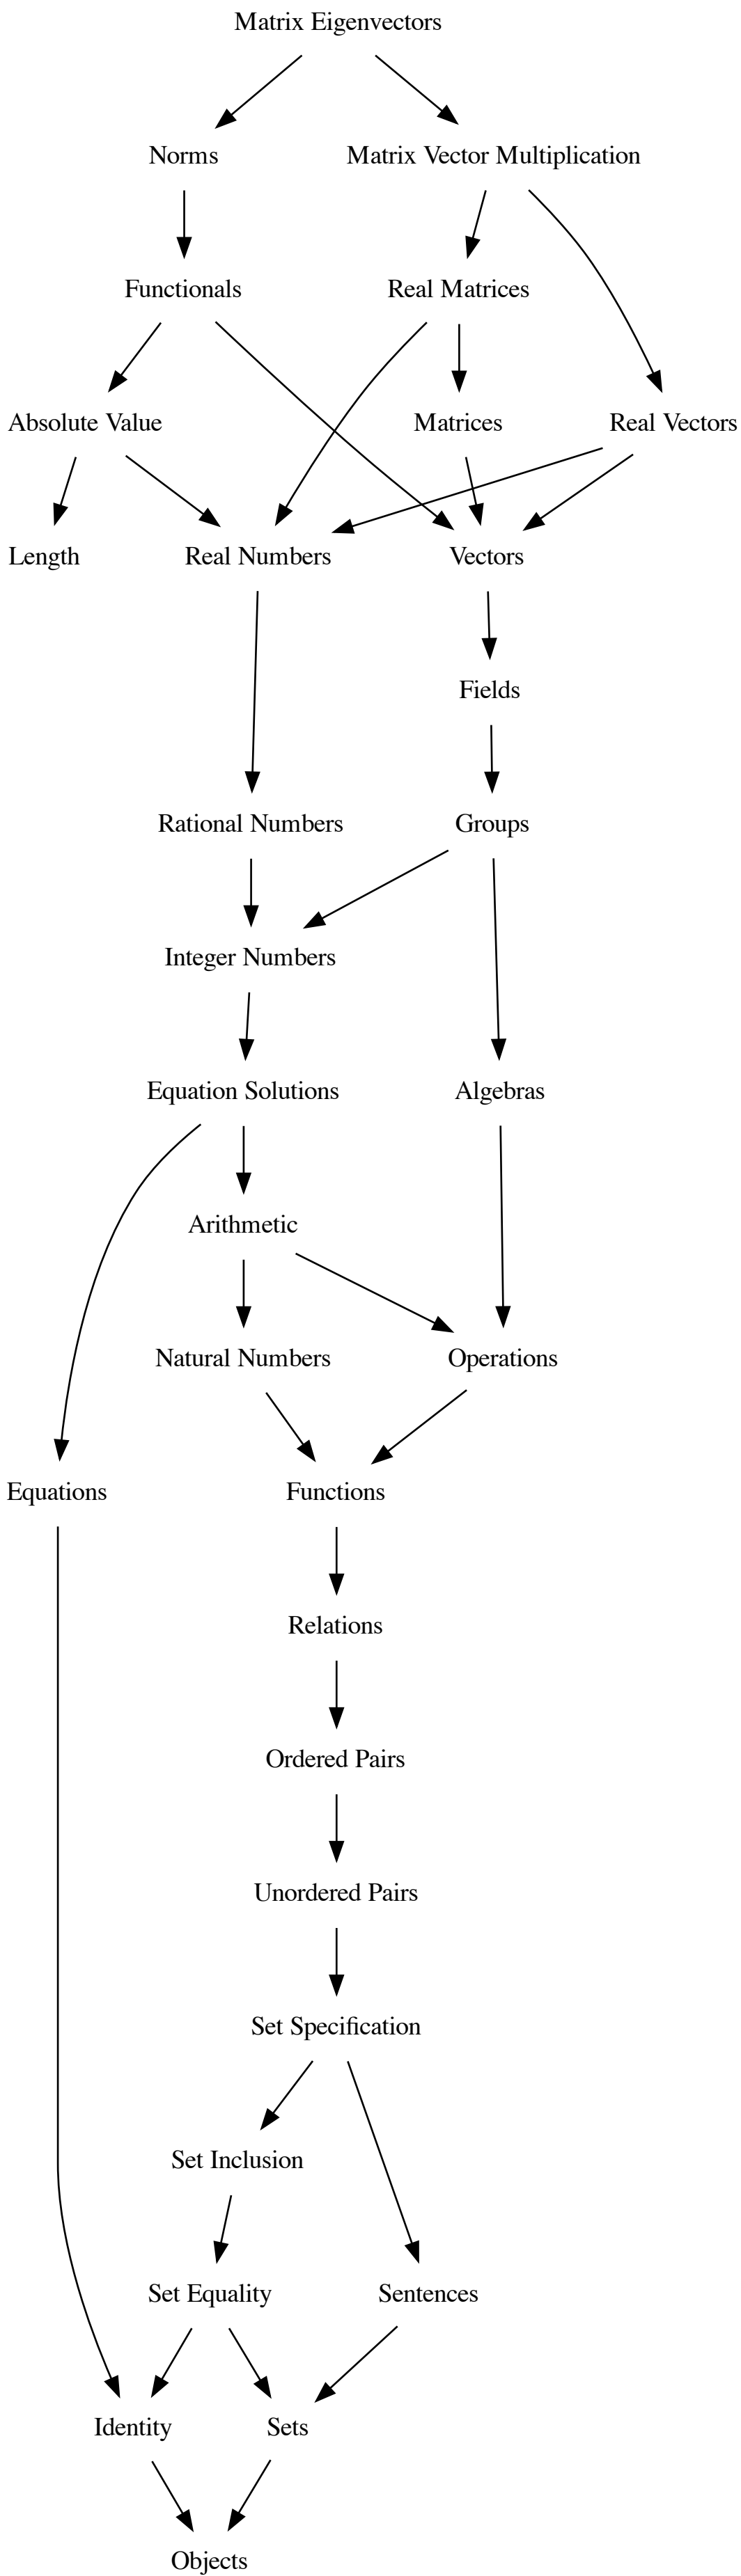 Matrix Eigenvectors
Norms
Matrix Vector Multiplication
Functionals
Real Matrices
Absolute Value
Matrices
Real Vectors
Length
Real Numbers
Vectors
Fields
Rational Numbers
Groups
Integer Numbers
Equation Solutions
Algebras
Arithmetic
Natural Numbers
Operations
Equations
Functions
Relations
Ordered Pairs
Unordered Pairs
Set Specification
Set Inclusion
Set Equality
Sentences
Identity
Sets
Objects